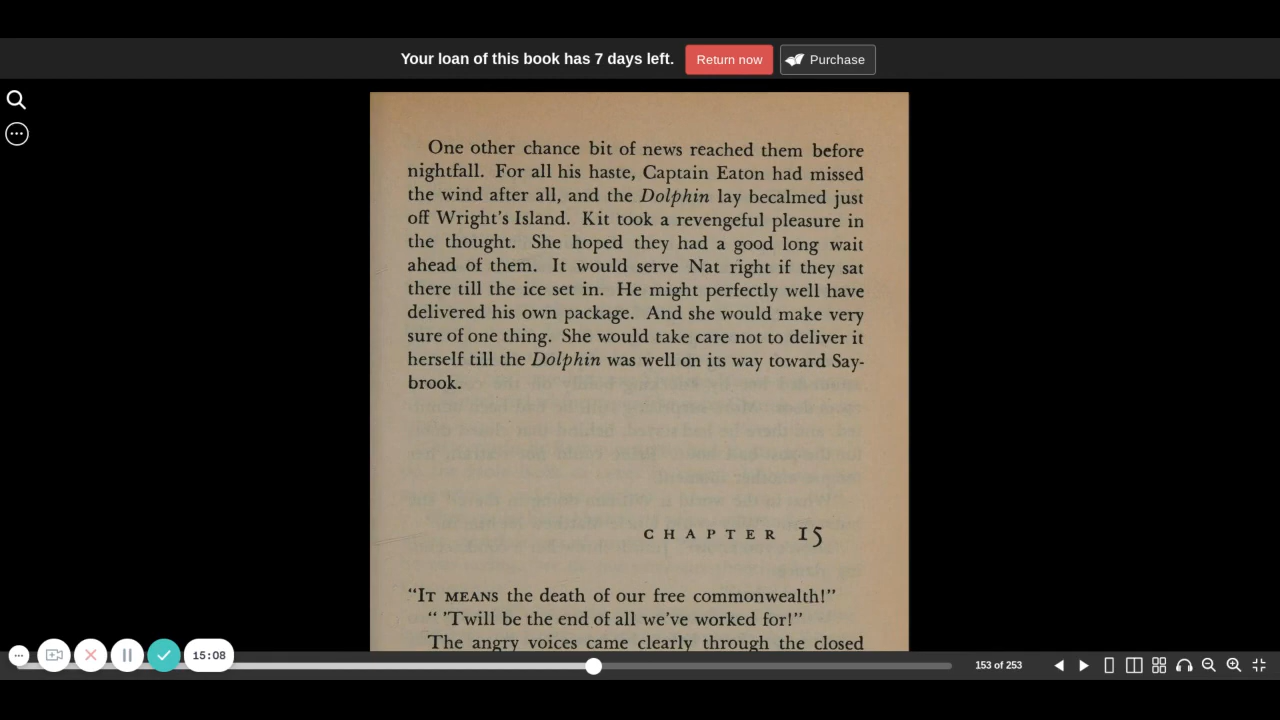 Your loan of this book has 7 days left. Return now Purchase
One other chance bit of news reached them before
nightfall. For all his haste, Captain Eaton had missed
the wind after all, and the Dolphin lay becalmed just
off Wright's Island. Kit took a revengeful pleasure in
the thought. She hoped they had a good long wait
ahead of them. It would serve Nat right if they sat
there till the ice set in. He might perfectly well have
delivered his own package. And she would make very
sure of one thing. She would take care not to deliver it
herself till the Dolphin was well on its way toward Say-
brook.
CHAPTER 15
“IT MEANS the death of our free commonwealth!”
“ ’Twill be the end of all we’ve worked for!”
The angry voices came clearly through the closed
15:08
153 of 253